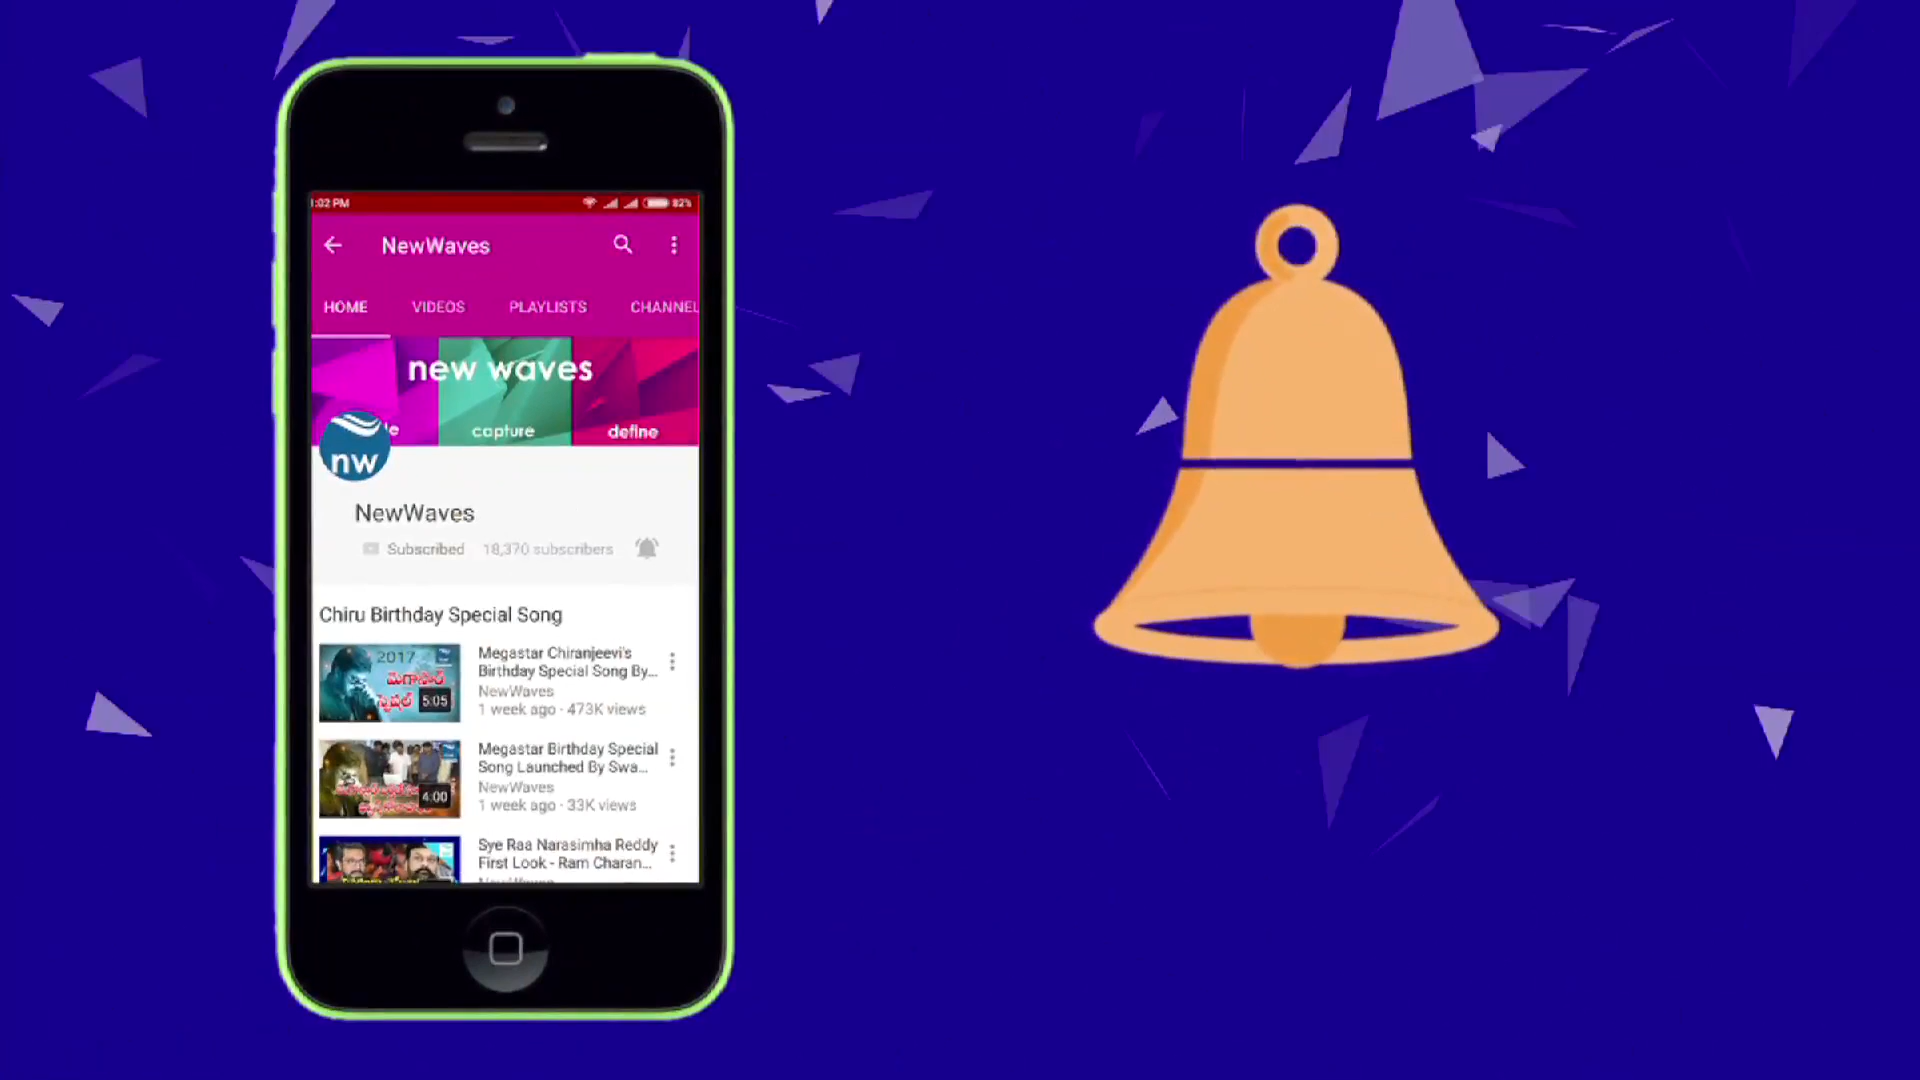 1:02 PM
82%
NewWaves
HOME VIDEOS PLAYLISTS CHANNEL
new waves
capture define
nw
NewWaves
Subscribed 18,370 subscribers
Chiru Birthday Special Song
2017
మెగాస్టార్
స్పెషల్
5:05
Megastar Chiranjeevi's
Birthday Special Song By...
NewWaves
1 week ago · 473K views
4:00
Megastar Birthday Special
Song Launched By Swa...
NewWaves
1 week ago · 33K views
Sye Raa Narasimha Reddy
First Look - Ram Charan...